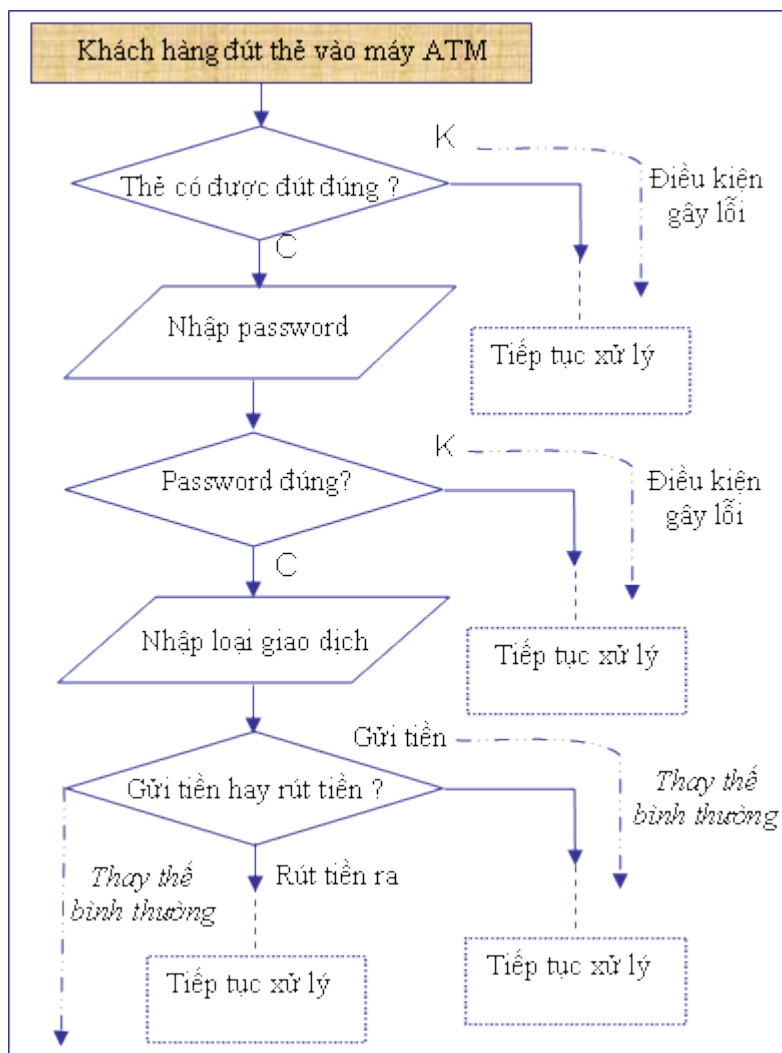 Khách hàng đút thẻ vào máy ATM
K
Thẻ có được đút đúng ?
Điều kiện
gây lỗi
C
Nhập password
Tiếp tục xử lý
K
Password đúng?
Điều kiện
gây lỗi
C
Nhập loại giao dịch
Tiếp tục xử lý
Gửi tiền
Gửi tiền hay rút tiền ?
Thay thế
bình thường
Thay thế
bình thường
Rút tiền ra
Tiếp tục xử lý
Tiếp tục xử lý